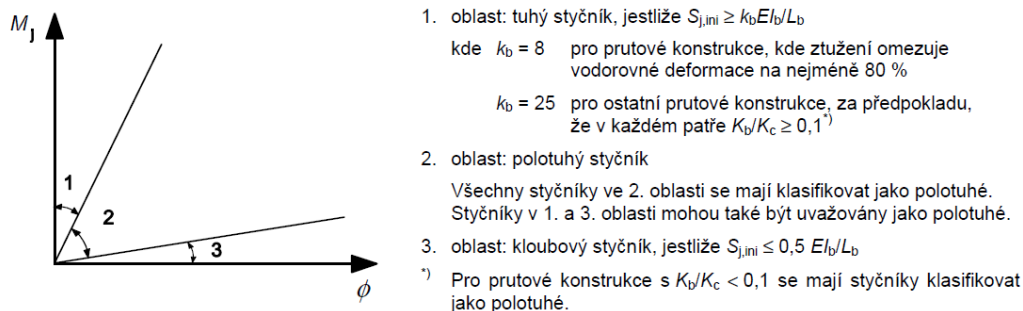 M_J
1
2
3
ϕ
1. oblast: tuhý styčník, jestliže S_j,ini ≥ k_bEI_b/L_b
kde k_b = 8 pro prutové konstrukce, kde ztužení omezuje
vodorovné deformace na nejméně 80 %
k_b = 25 pro ostatní prutové konstrukce, za předpokladu,
že v každém patře K_b/K_c ≥ 0,1*)
2. oblast: polotuhý styčník
Všechny styčníky ve 2. oblasti se mají klasifikovat jako polotuhé.
Styčníky v 1. a 3. oblasti mohou také být uvažovány jako polotuhé.
3. oblast: kloubový styčník, jestliže S_j,ini ≤ 0,5 EI_b/L_b
*) Pro prutové konstrukce s K_b/K_c < 0,1 se mají styčníky klasifikovat
jako polotuhé.